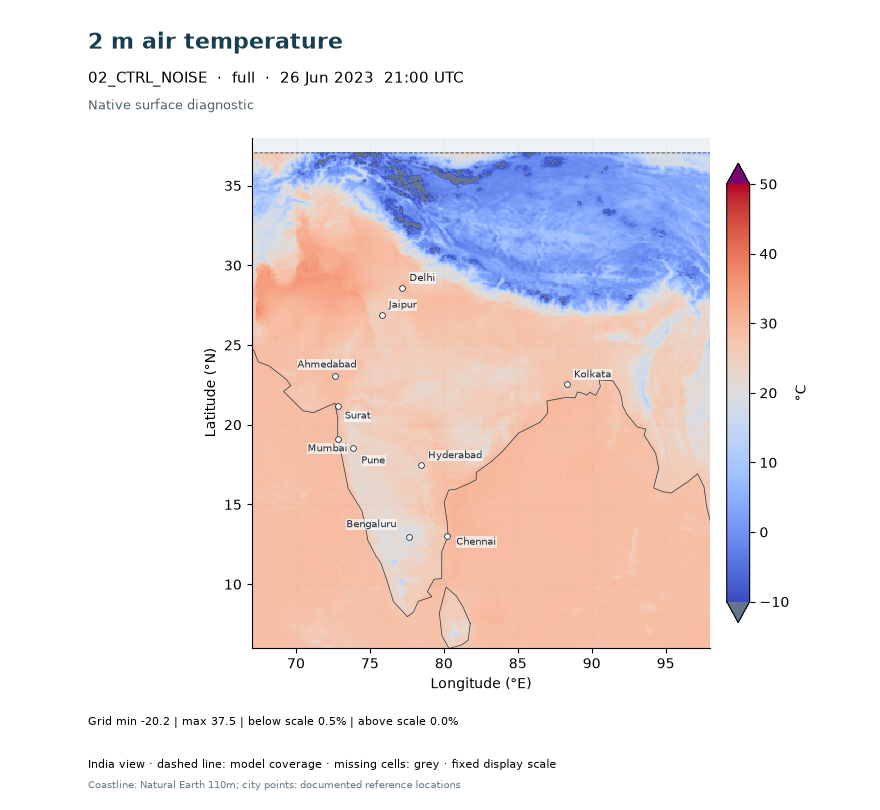 2 m air temperature
02_CTRL_NOISE · full · 26 Jun 2023 21:00 UTC
Native surface diagnostic
35
30
25
20
15
10
Latitude (°N)
70
75
80
85
90
95
Longitude (°E)
Delhi
Jaipur
Ahmedabad
Kolkata
Surat
Mumbai
Pune
Hyderabad
Bengaluru
Chennai
50
40
30
20
10
0
−10
°C
Grid min -20.2 | max 37.5 | below scale 0.5% | above scale 0.0%
India view · dashed line: model coverage · missing cells: grey · fixed display scale
Coastline: Natural Earth 110m; city points: documented reference locations